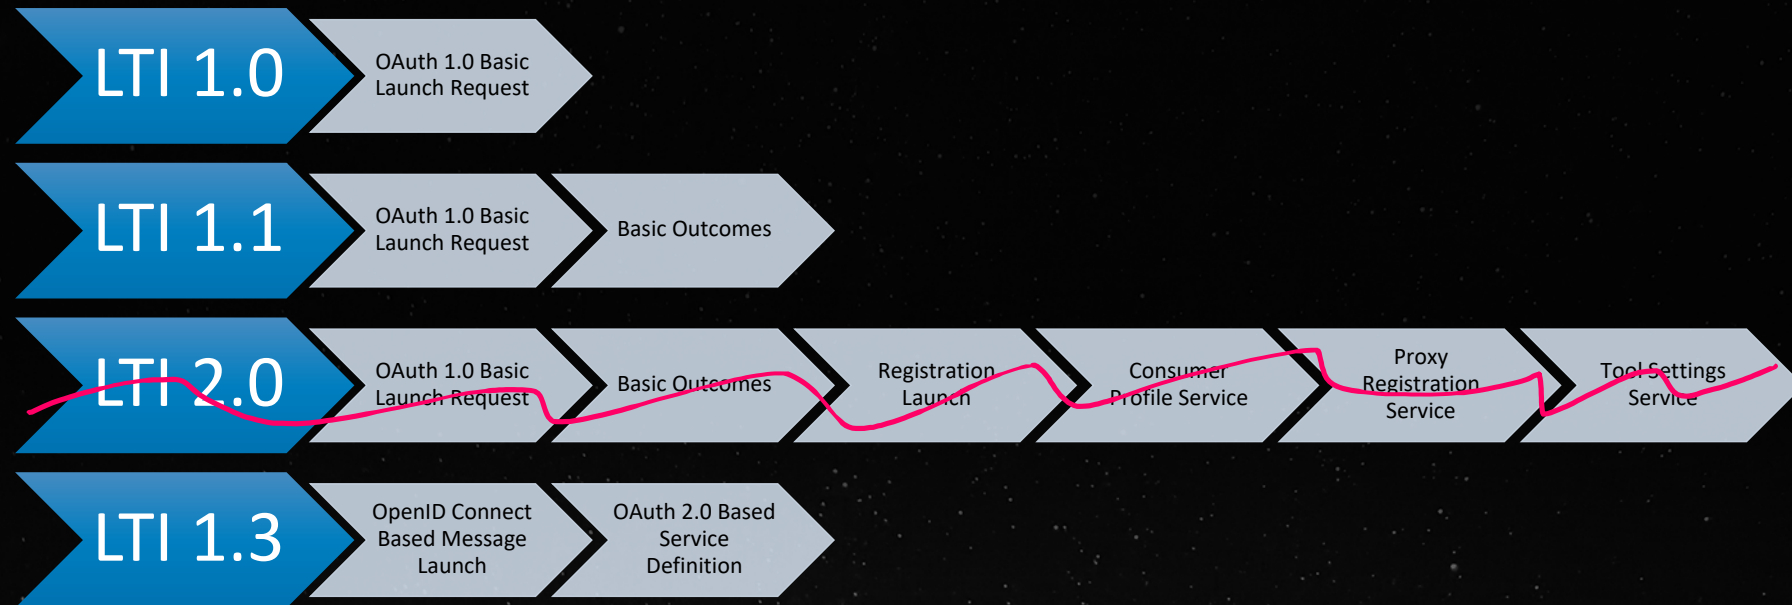 LTI 1.0
OAuth 1.0 Basic
Launch Request
LTI 1.1
OAuth 1.0 Basic
Launch Request
Basic Outcomes
LTI 2.0
OAuth 1.0 Basic
Launch Request
Basic Outcomes
Registration
Launch
Consumer
Profile Service
Proxy
Registration
Service
Tool Settings
Service
LTI 1.3
OpenID Connect
Based Message
Launch
OAuth 2.0 Based
Service
Definition